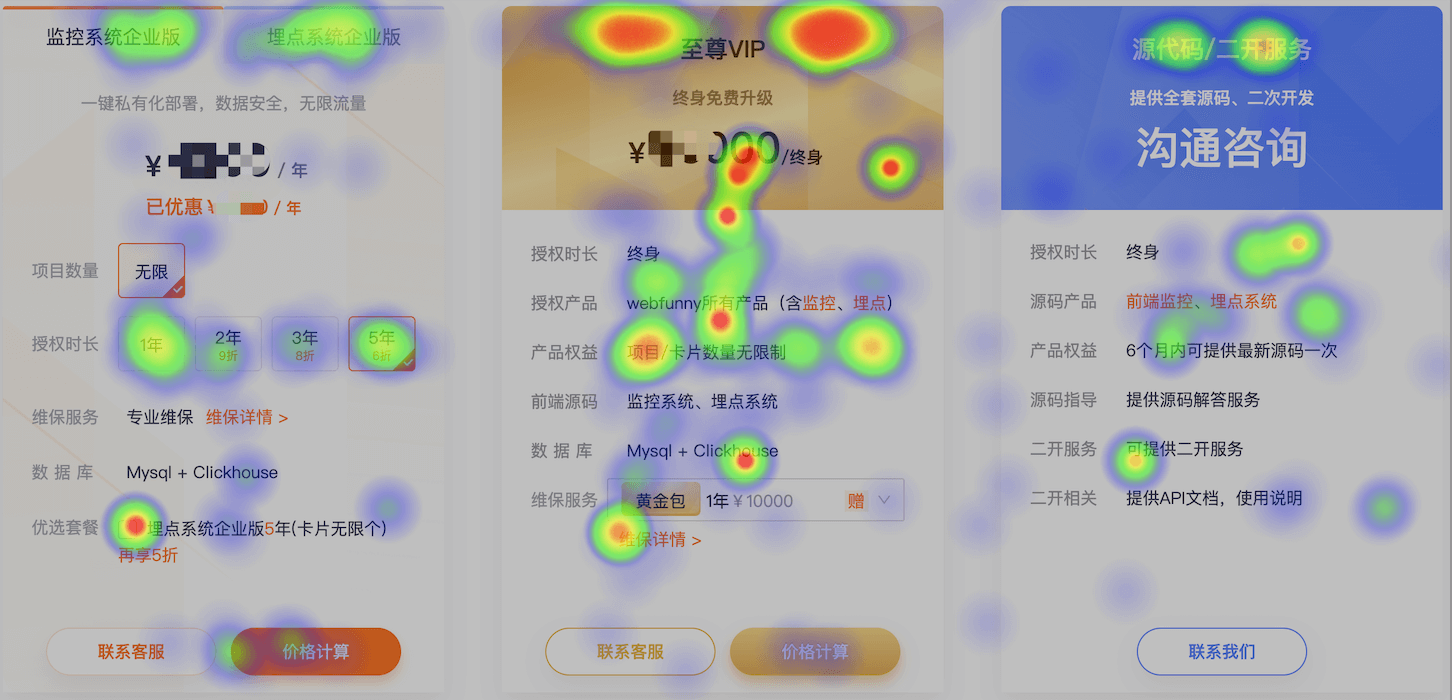 监控系统企业版 埋点系统企业版
一键私有化部署，数据安全，无限流量
¥ / 年
已优惠 / 年
项目数量 无限
授权时长 1年 2年 9折 3年 8折 5年 6折
维保服务 专业维保 维保详情 >
数 据 库 Mysql + Clickhouse
优选套餐 埋点系统企业版5年(卡片无限个)
再享5折
联系客服 价格计算
至尊VIP
终身免费升级
¥ 000/终身
授权时长 终身
授权产品 webfunny所有产品（含监控、埋点）
产品权益 项目/卡片数量无限制
前端源码 监控系统、埋点系统
数 据 库 Mysql + Clickhouse
维保服务 黄金包 1年 ¥10000 赠
维保详情 >
联系客服 价格计算
源代码/二开服务
提供全套源码、二次开发
沟通咨询
授权时长 终身
源码产品 前端监控、埋点系统
产品权益 6个月内可提供最新源码一次
源码指导 提供源码解答服务
二开服务 可提供二开服务
二开相关 提供API文档，使用说明
联系我们